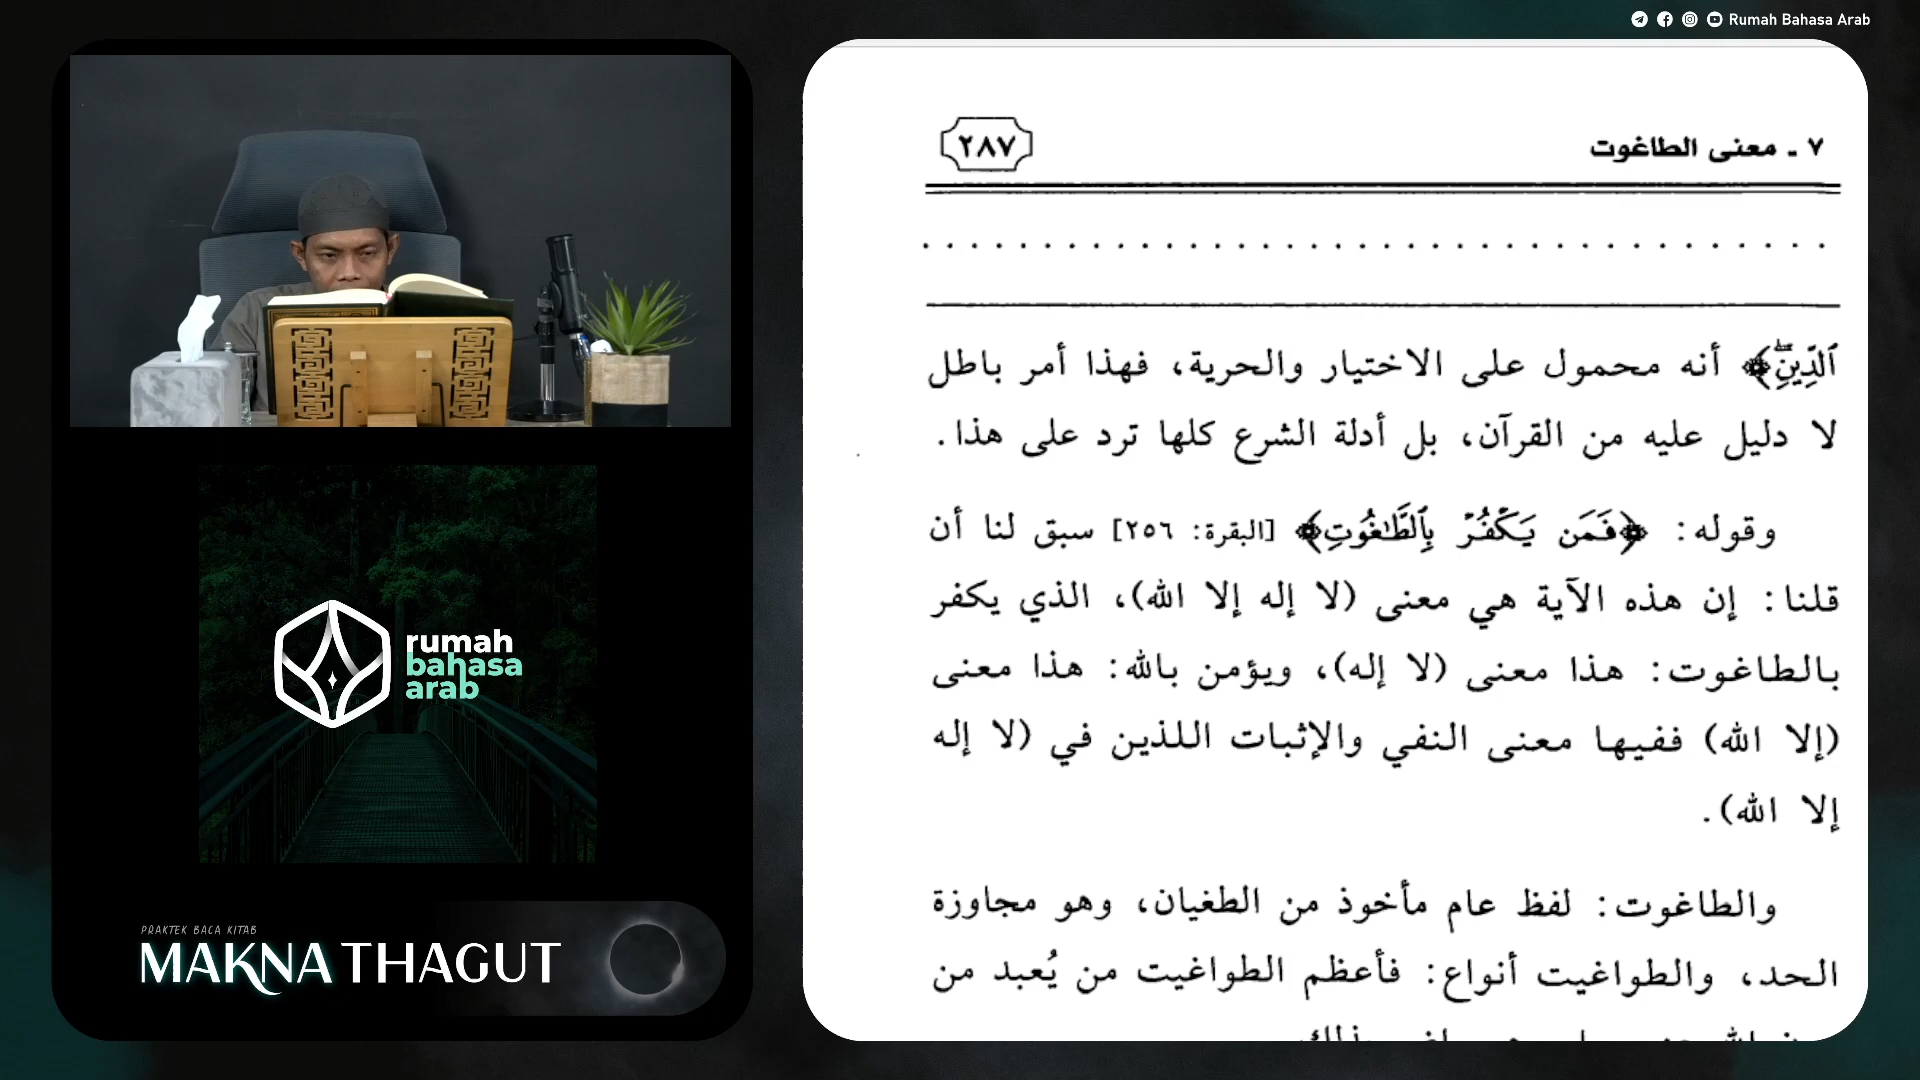 Rumah Bahasa Arab
٧ ـ معنى الطاغوت
٢٨٧
ٱلدِّينِۖ﴾ أنه محمول على الاختيار والحرية، فهذا أمر باطل
لا دليل عليه من القرآن، بل أدلة الشرع كلها ترد على هذا.
وقوله: ﴿فَمَن يَكۡفُرۡ بِٱلطَّٰغُوتِ﴾ [البقرة: ٢٥٦] سبق لنا أن
قلنا: إن هذه الآية هي معنى (لا إله إلا الله)، الذي يكفر
بالطاغوت: هذا معنى (لا إله)، ويؤمن بالله: هذا معنى
(إلا الله) ففيها معنى النفي والإثبات اللذين في (لا إله
إلا الله).
والطاغوت: لفظ عام مأخوذ من الطغيان، وهو مجاوزة
الحد، والطواغيت أنواع: فأعظم الطواغيت من يُعبد من
rumah
bahasa
arab
PRAKTEK BACA KITAB
MAKNA THAGUT